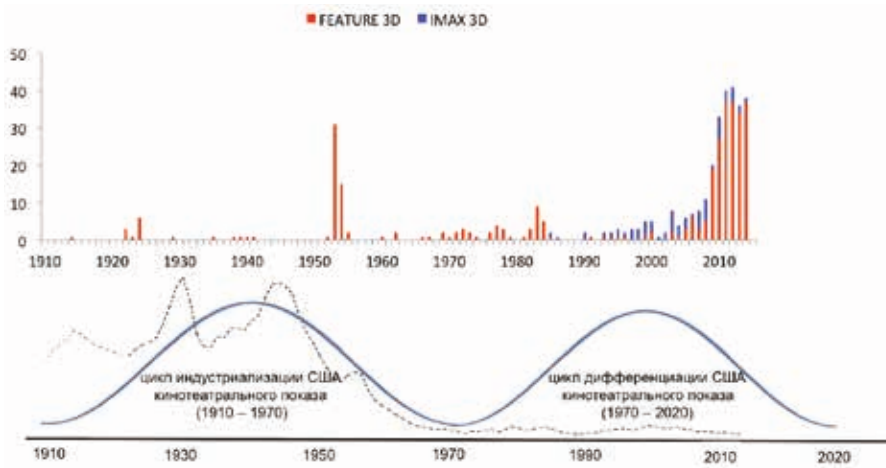 FEATURE 3D IMAX 3D
50
40
30
20
10
0
1910 1920 1930 1940 1950 1960 1970 1980 1990 2000 2010
цикл индустриализации США
кинотеатрального показа
(1910 – 1970)
цикл дифференциации США
кинотеатрального показа
(1970 – 2020)
1910 1930 1950 1970 1990 2010 2020